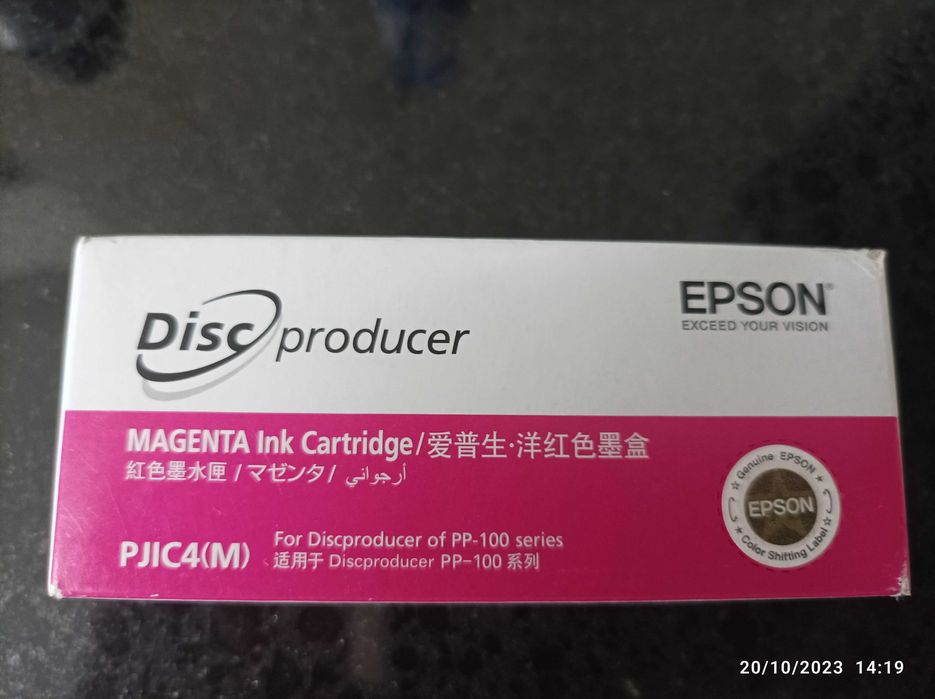 Disc producer
EPSON®
EXCEED YOUR VISION
MAGENTA Ink Cartridge/爱普生·洋红色墨盒
紅色墨水匣 / マゼンタ / أرجواني
PJIC4(M)
For Discproducer of PP-100 series
适用于 Discproducer PP-100 系列
Genuine EPSON
EPSON
Color Shifting Label
20/10/2023 14:19